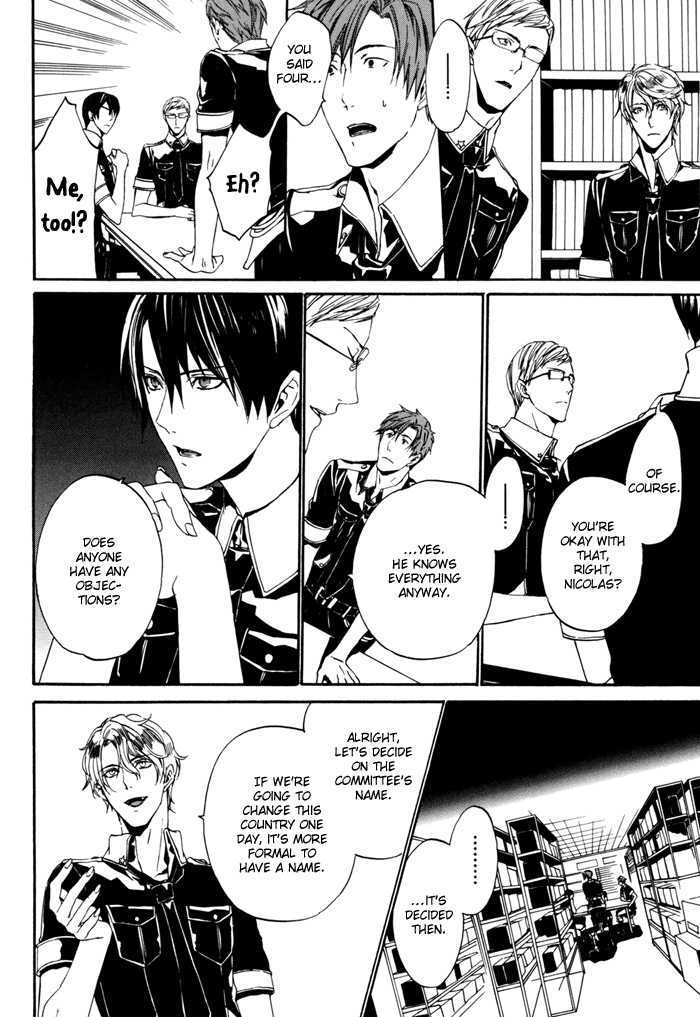 ......
YOU
SAID
FOUR...
Eh?
Me,
too!?
OF
COURSE.
YOU'RE
OKAY WITH
THAT,
RIGHT,
NICOLAS?
......
...YES.
HE KNOWS
EVERYTHING
ANYWAY.
DOES
ANYONE
HAVE ANY
OBJEC-
TIONS?
.........
...IT'S
DECIDED
THEN.
ALRIGHT,
LET'S DECIDE
ON THE
COMMITTEE'S
NAME.
IF WE'RE
GOING TO
CHANGE THIS
COUNTRY ONE
DAY, IT'S MORE
FORMAL TO
HAVE A NAME.